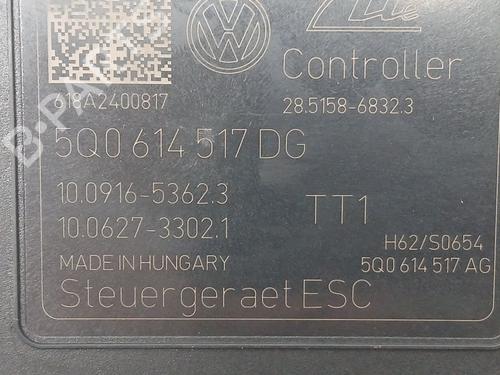 Ate
Controller
618A2400817
28.5158-6832.3
5Q0 614 517 DG
10.0916-5362.3
TT1
10.0627-3302.1
H62/S0654
MADE IN HUNGARY
5Q0 614 517 AG
Steuergeraet ESC